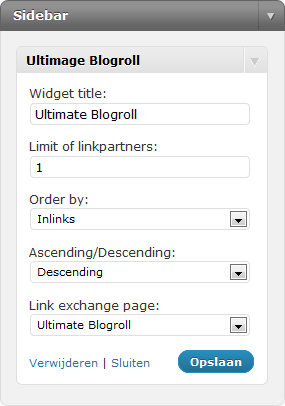 Sidebar
Ultimage Blogroll
Widget title:
Ultimate Blogroll
Limit of linkpartners:
1
Order by:
Inlinks
Ascending/Descending:
Descending
Link exchange page:
Ultimate Blogroll
Verwijderen | Sluiten
Opslaan